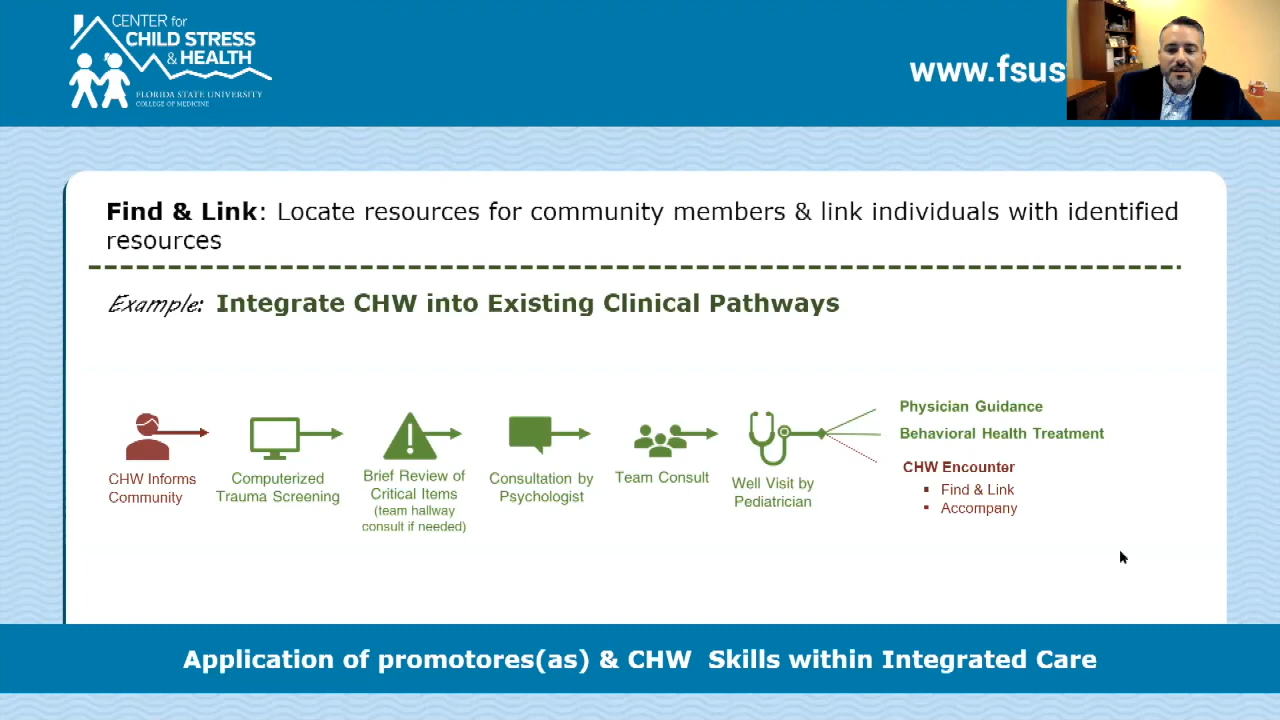 CENTER for
CHILD STRESS
& HEALTH
FLORIDA STATE UNIVERSITY
COLLEGE OF MEDICINE
www.fsus
Find & Link: Locate resources for community members & link individuals with identified
resources
Example: Integrate CHW into Existing Clinical Pathways
CHW Informs
Community
Computerized
Trauma Screening
Brief Review of
Critical Items
(team hallway
consult if needed)
Consultation by
Psychologist
Team Consult
Well Visit by
Pediatrician
Physician Guidance
Behavioral Health Treatment
CHW Encounter
▪ Find & Link
▪ Accompany
Application of promotores(as) & CHW Skills within Integrated Care